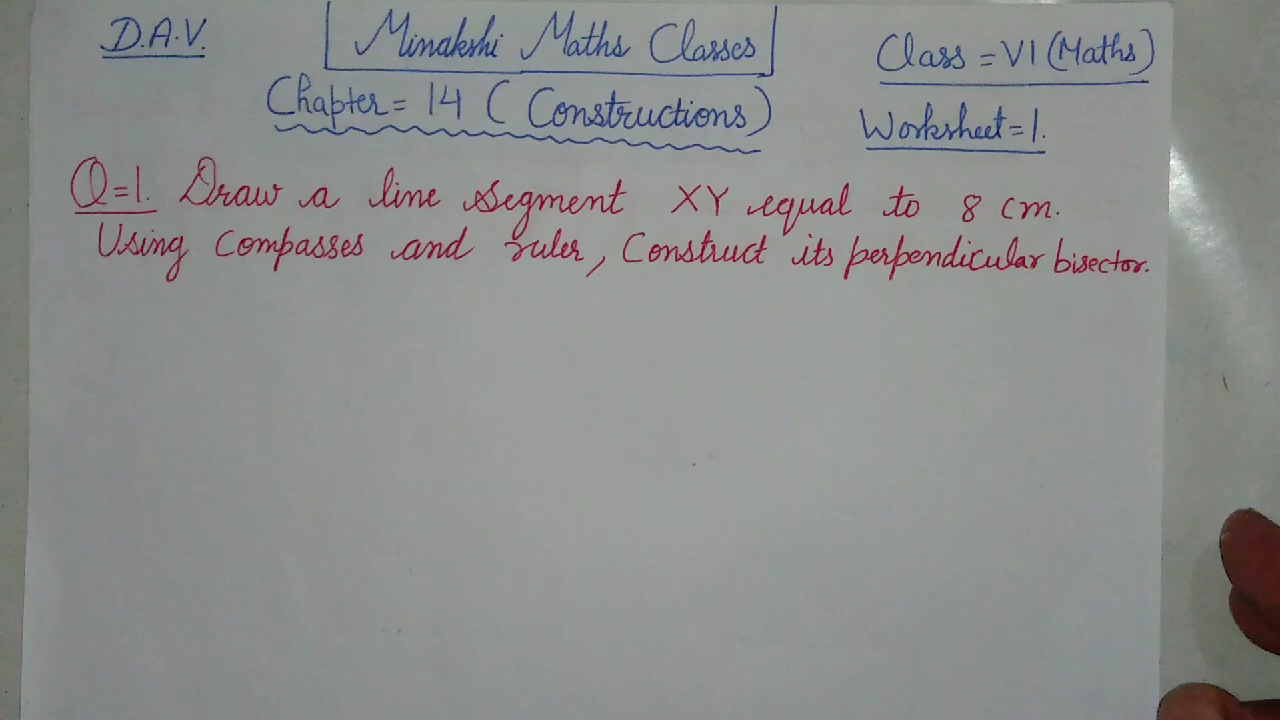 D.A.V. Minakshi Maths Classes Class = VI (Maths)
Chapter = 14 ( Constructions) Worksheet = 1.
Q=1. Draw a line segment XY equal to 8 cm.
Using Compasses and ruler, Construct its perpendicular bisector.